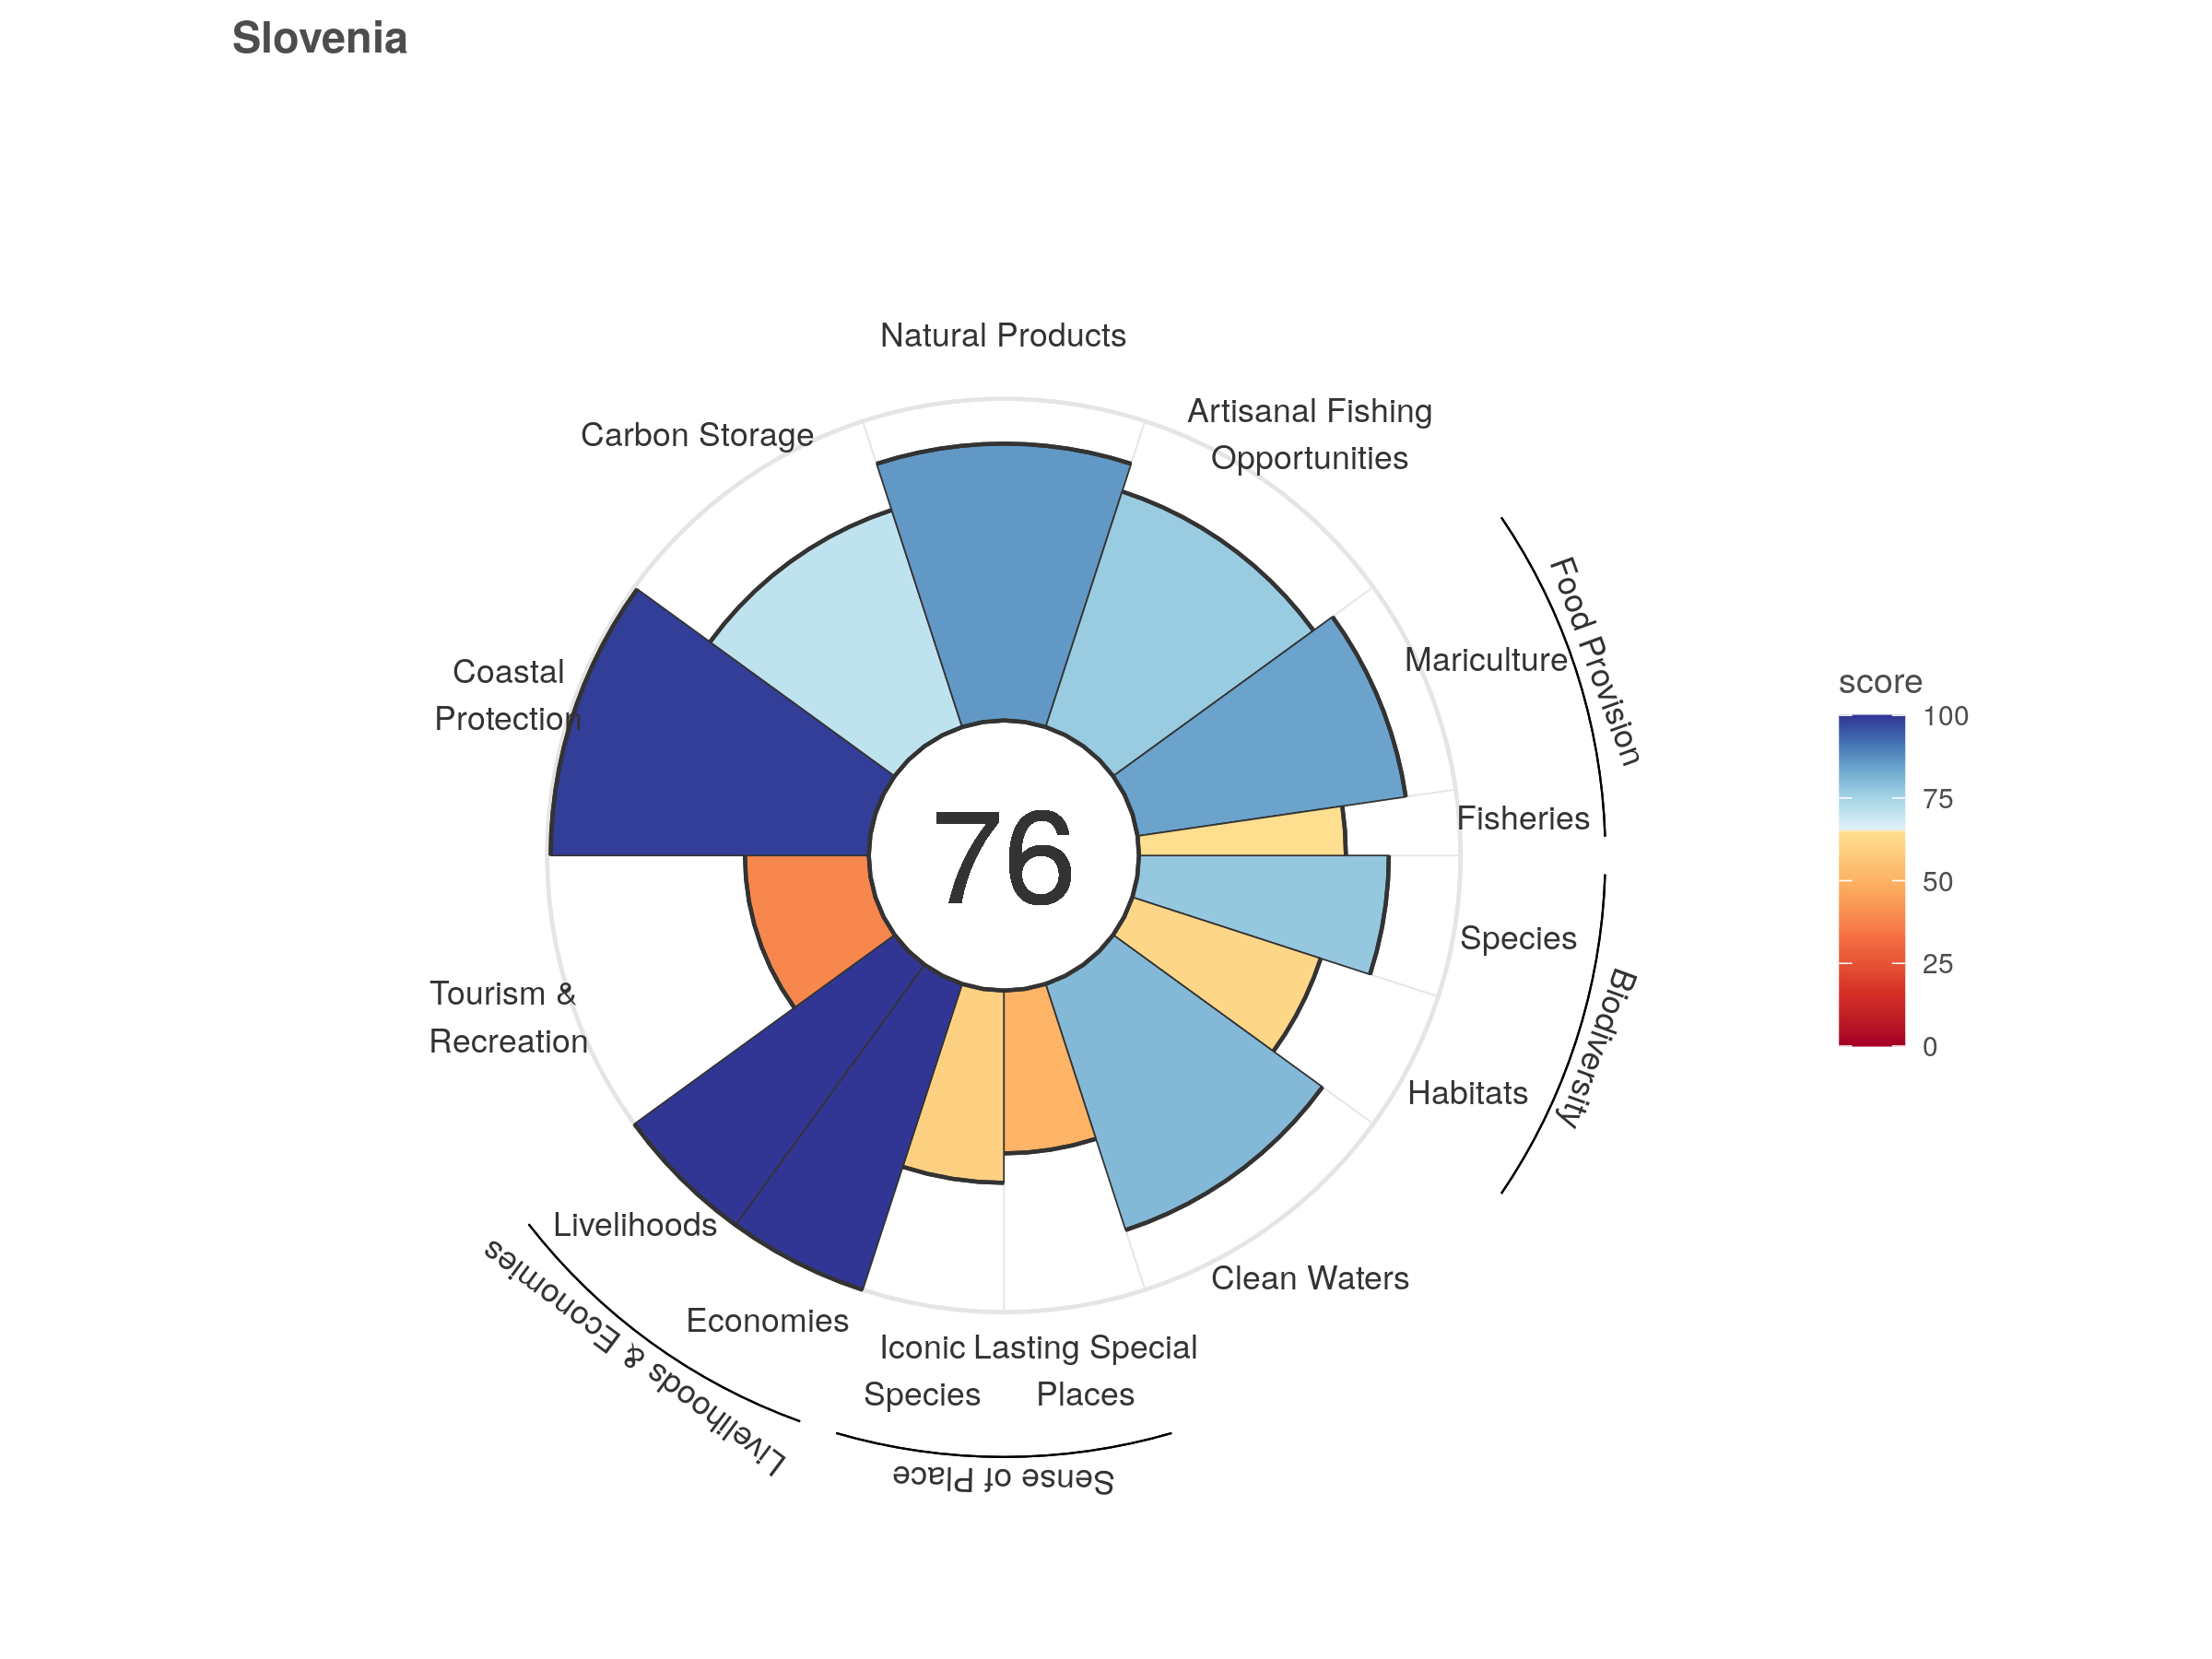 Slovenia
Natural Products
Artisanal Fishing
Opportunities
Carbon Storage
Food Provision
Mariculture
Coastal
Protection
score
100
75
50
25
0
76
Fisheries
Species
Biodiversity
Tourism &
Recreation
Habitats
Livelihoods
Livelihoods & Economies
Clean Waters
Economies
Iconic
Species
Lasting Special
Places
Sense of Place